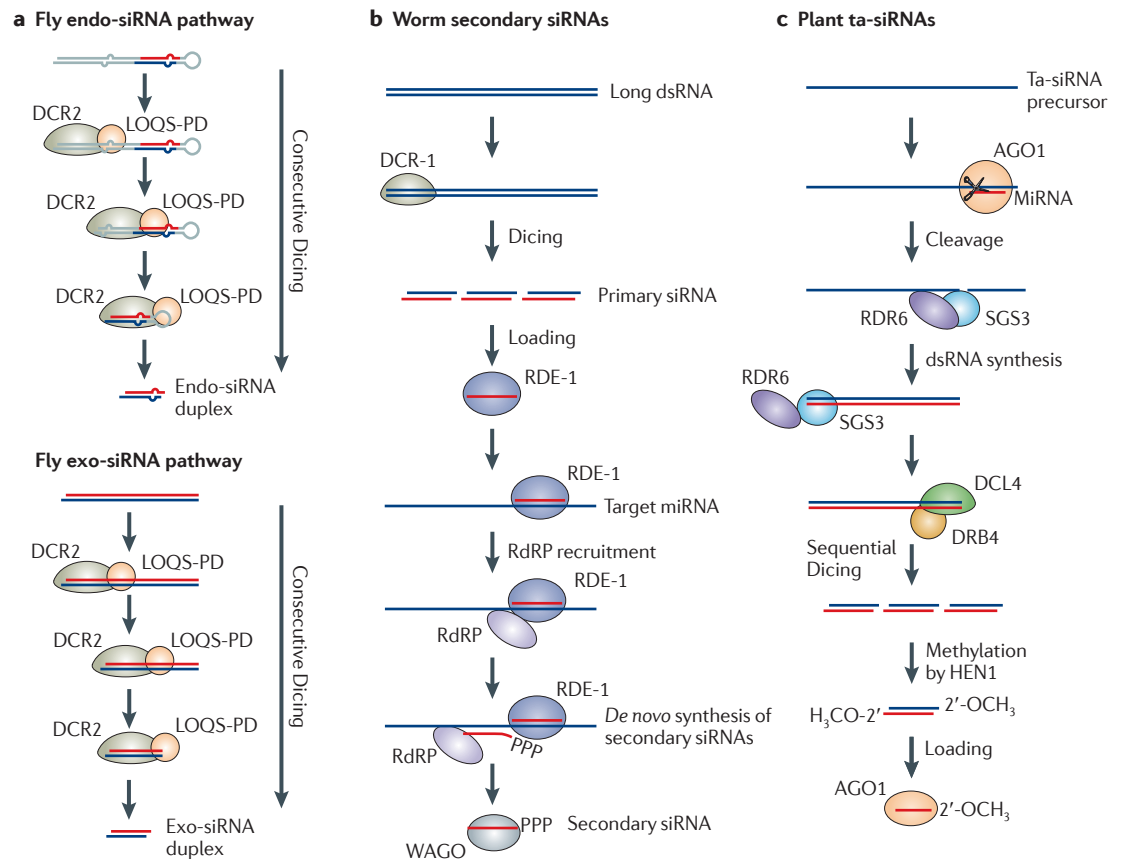 a Fly endo-siRNA pathway
DCR2
LOQS-PD
DCR2
LOQS-PD
DCR2
LOQS-PD
Endo-siRNA
duplex
Consecutive Dicing
Fly exo-siRNA pathway
DCR2
LOQS-PD
DCR2
LOQS-PD
DCR2
LOQS-PD
Exo-siRNA
duplex
Consecutive Dicing
b Worm secondary siRNAs
Long dsRNA
DCR-1
Dicing
Primary siRNA
Loading
RDE-1
RDE-1
Target miRNA
RdRP recruitment
RDE-1
RdRP
RDE-1
De novo synthesis of
secondary siRNAs
RdRP
PPP
PPP
Secondary siRNA
WAGO
c Plant ta-siRNAs
Ta-siRNA
precursor
AGO1
MiRNA
Cleavage
RDR6
SGS3
dsRNA synthesis
RDR6
SGS3
DCL4
DRB4
Sequential
Dicing
Methylation
by HEN1
H₃CO-2′
2′-OCH₃
Loading
AGO1
2′-OCH₃